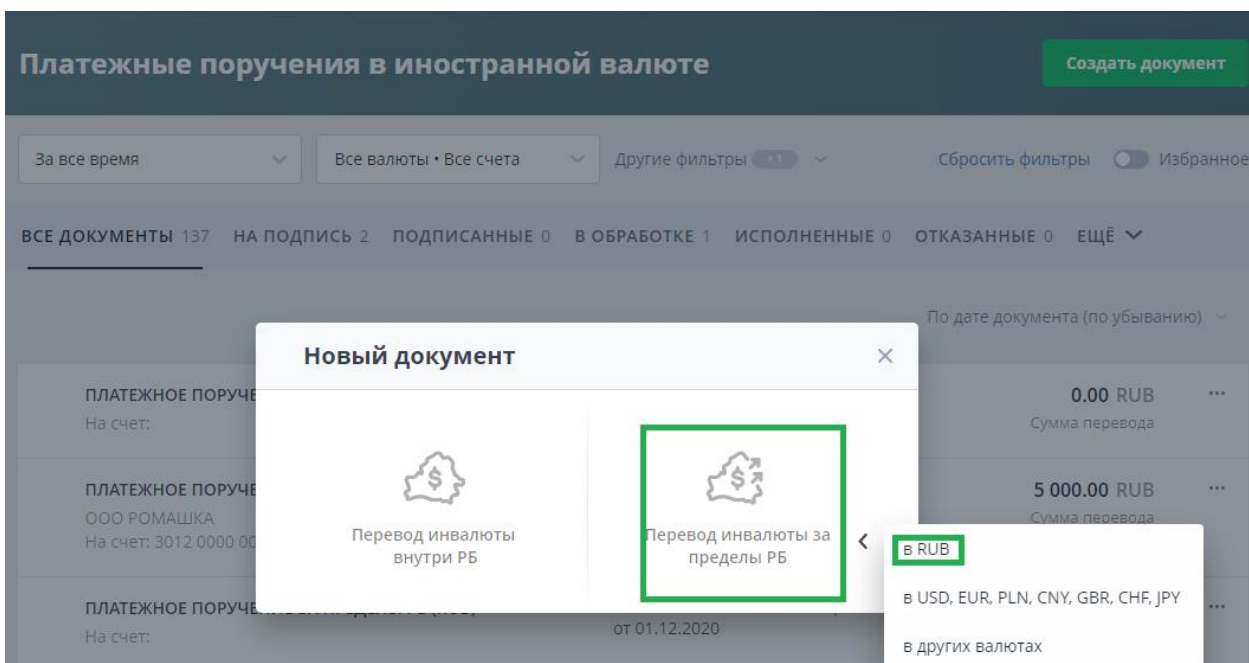 Платежные поручения в иностранной валюте
Создать документ
За все время
Все валюты • Все счета
Другие фильтры +1
Сбросить фильтры
Избранное
ВСЕ ДОКУМЕНТЫ 137 НА ПОДПИСЬ 2 ПОДПИСАННЫЕ 0 В ОБРАБОТКЕ 1 ИСПОЛНЕННЫЕ 0 ОТКАЗАННЫЕ 0 ЕЩЁ
По дате документа (по убыванию)
Новый документ
ПЛАТЕЖНОЕ ПОРУЧЕ
На счет:
0.00 RUB
Сумма перевода
ПЛАТЕЖНОЕ ПОРУЧЕ
ООО РОМАШКА
На счет: 3012 0000 00
5 000.00 RUB
Сумма перевода
Перевод инвалюты
внутри РБ
Перевод инвалюты за
пределы РБ
в RUB
в USD, EUR, PLN, CNY, GBR, CHF, JPY
в других валютах
ПЛАТЕЖНОЕ ПОРУЧЕ
На счет:
от 01.12.2020